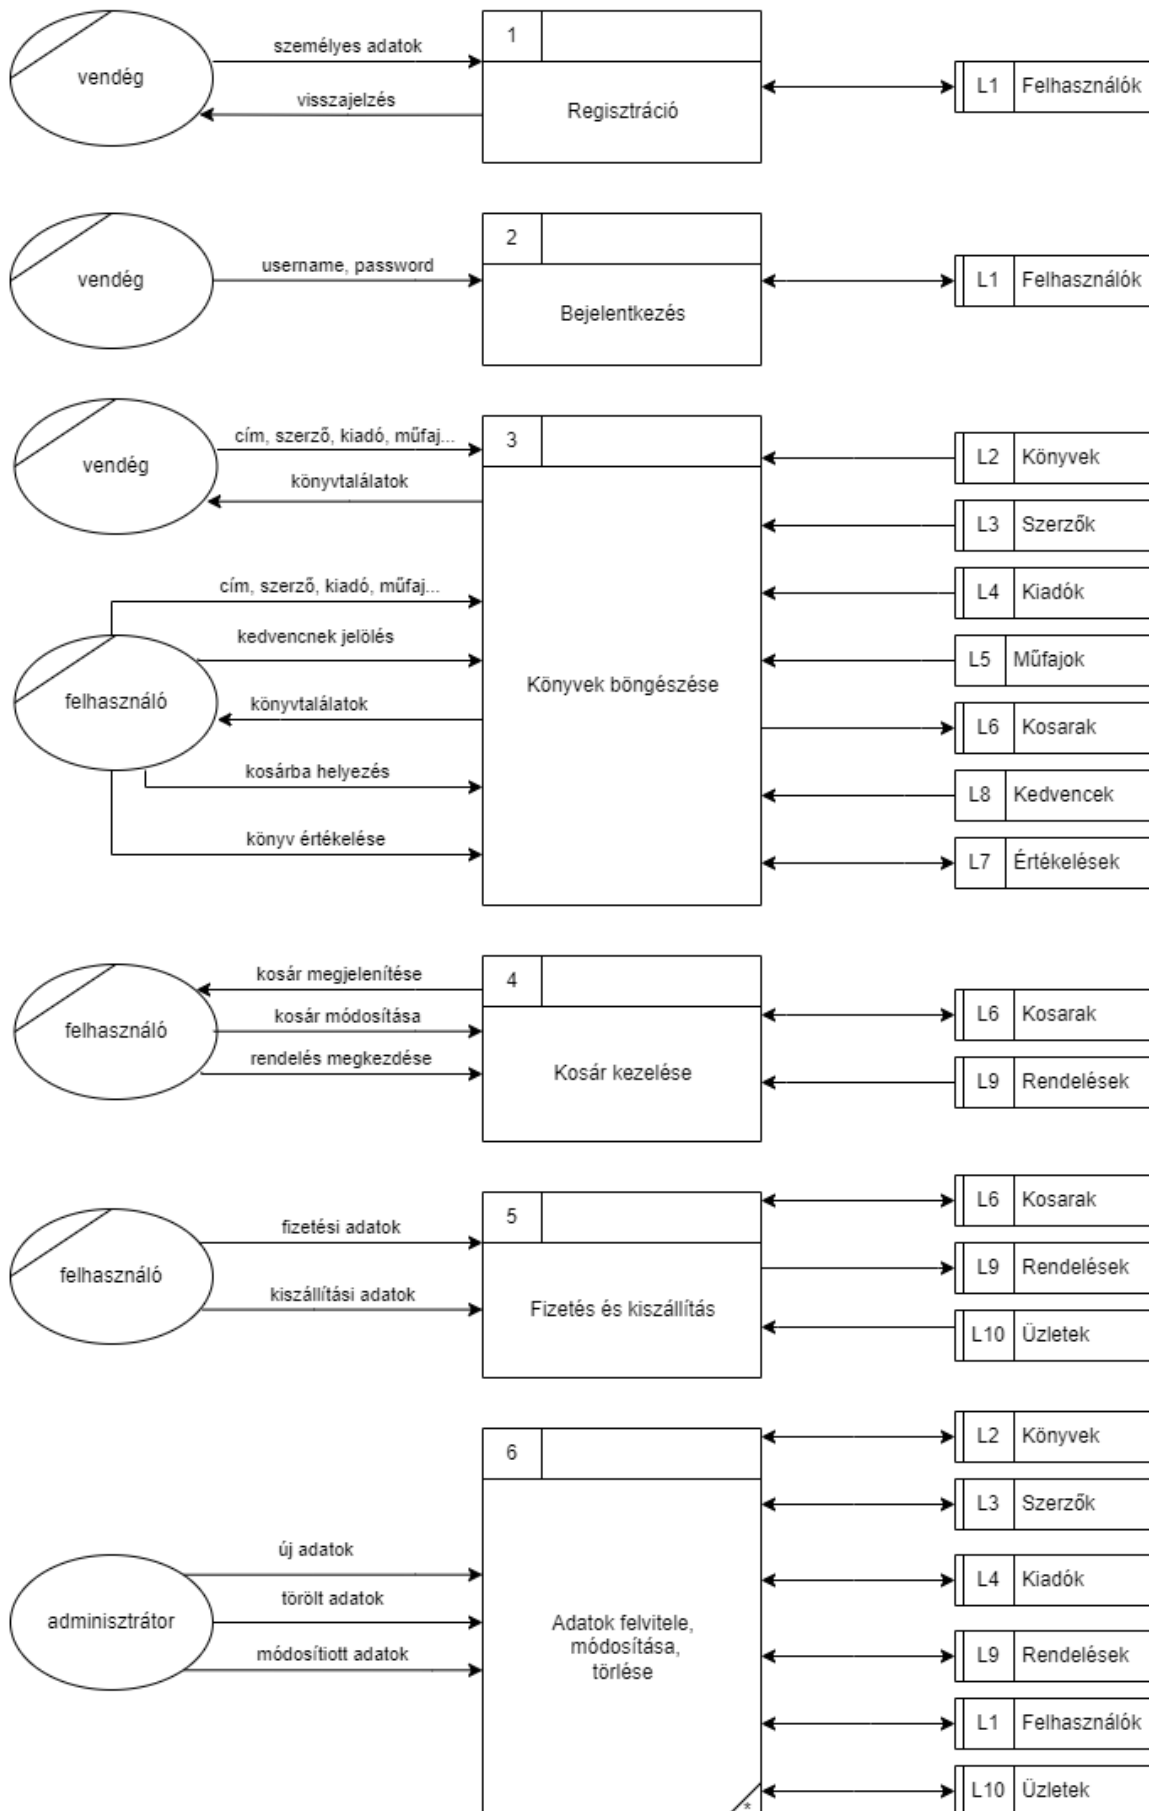 vendég
személyes adatok
visszajelzés
1
Regisztráció
L1 Felhasználók
vendég
username, password
2
Bejelentkezés
L1 Felhasználók
vendég
cím, szerző, kiadó, műfaj...
könyvtalálatok
felhasználó
cím, szerző, kiadó, műfaj...
kedvencnek jelölés
könyvtalálatok
kosárba helyezés
könyv értékelése
3
Könyvek böngészése
L2 Könyvek
L3 Szerzők
L4 Kiadók
L5 Műfajok
L6 Kosarak
L8 Kedvencek
L7 Értékelések
felhasználó
kosár megjelenítése
kosár módosítása
rendelés megkezdése
4
Kosár kezelése
L6 Kosarak
L9 Rendelések
felhasználó
fizetési adatok
kiszállítási adatok
5
Fizetés és kiszállítás
L6 Kosarak
L9 Rendelések
L10 Üzletek
adminisztrátor
új adatok
törölt adatok
módosítiott adatok
6
Adatok felvitele,
módosítása,
törlése
*
L2 Könyvek
L3 Szerzők
L4 Kiadók
L9 Rendelések
L1 Felhasználók
L10 Üzletek